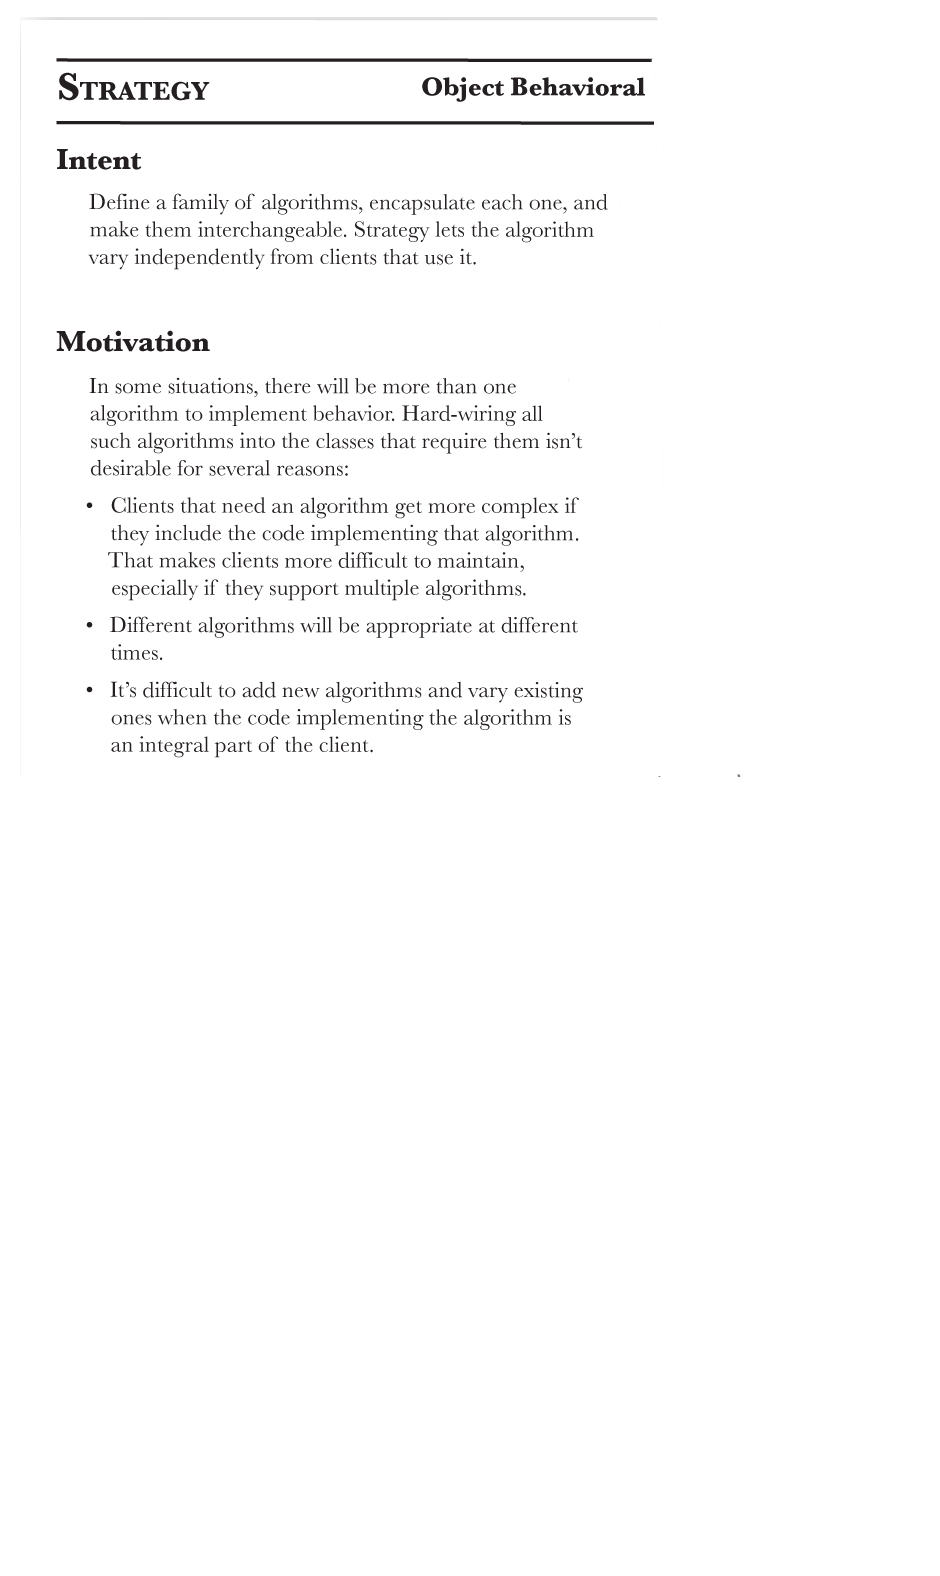 STRATEGY Object Behavioral
Intent
Define a family of algorithms, encapsulate each one, and
make them interchangeable. Strategy lets the algorithm
vary independently from clients that use it.
Motivation
In some situations, there will be more than one
algorithm to implement behavior. Hard-wiring all
such algorithms into the classes that require them isn’t
desirable for several reasons:
• Clients that need an algorithm get more complex if
they include the code implementing that algorithm.
That makes clients more difficult to maintain,
especially if they support multiple algorithms.
• Different algorithms will be appropriate at different
times.
• It’s difficult to add new algorithms and vary existing
ones when the code implementing the algorithm is
an integral part of the client.